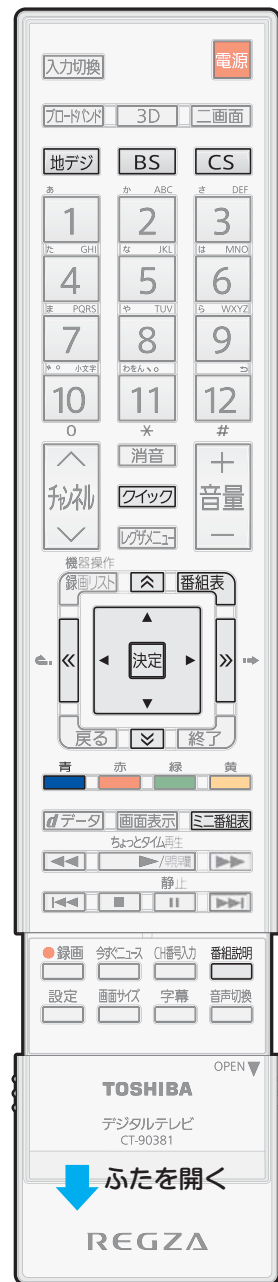 入力切換 電源
ブロードバンド 3D 二画面
地デジ BS CS
あ か ABC さ DEF
1 2 3
た GHI な JKL は MNO
4 5 6
ま PQRS や TUV ら WXYZ
7 8 9
゛゜ 小文字 わをん、。
10 11 12
0 * #
消音
チャンネル クイック 音量
レグザメニュー
機器操作
録画リスト 番組表
決定
戻る 終了
青 赤 緑 黄
dデータ 画面表示 ミニ番組表
ちょっとタイム再生
静止
録画 今すぐニュース CH番号入力 番組説明
設定 画面サイズ 字幕 音声切換
OPEN
TOSHIBA
デジタルテレビ
CT-90381
ふたを開く
REGZA